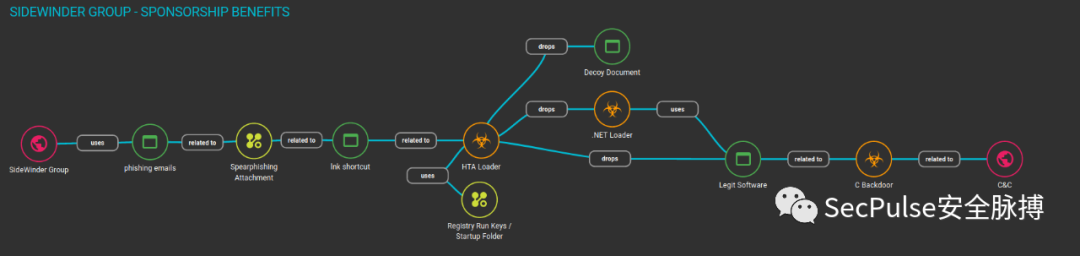 SIDEWINDER GROUP - SPONSORSHIP BENEFITS
drops
Decoy Document
drops
.NET Loader
uses
SideWinder Group
uses
phishing emails
related to
Spearphishing
Attachment
related to
lnk shortcut
related to
HTA Loader
drops
Legit Software
related to
C Backdoor
related to
C&C
uses
Registry Run Keys /
Startup Folder
SecPulse安全脉搏